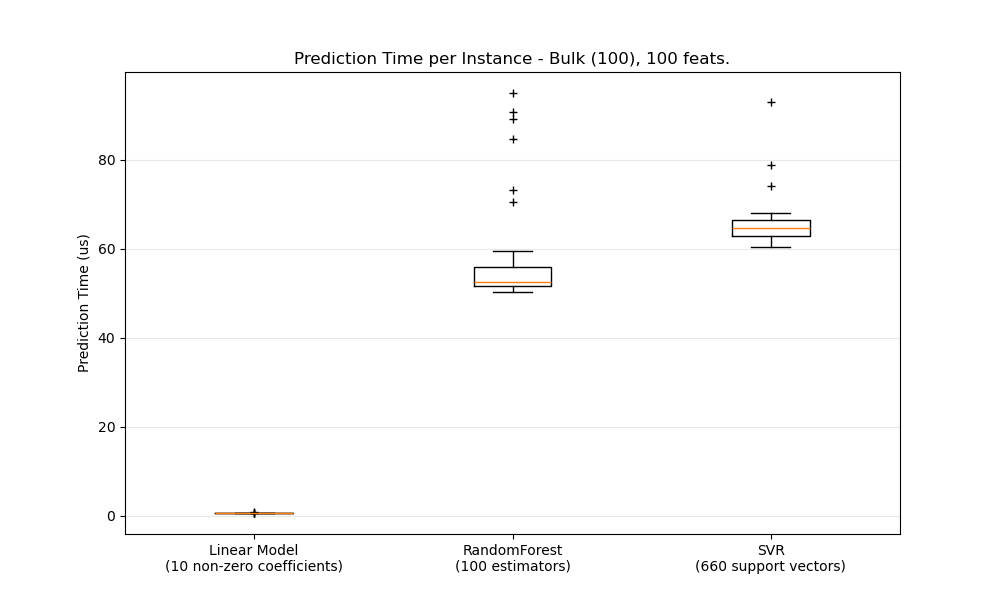 Prediction Time per Instance - Bulk (100), 100 feats.
Prediction Time (us)
80
60
40
20
0
Linear Model
(10 non-zero coefficients)
RandomForest
(100 estimators)
SVR
(660 support vectors)